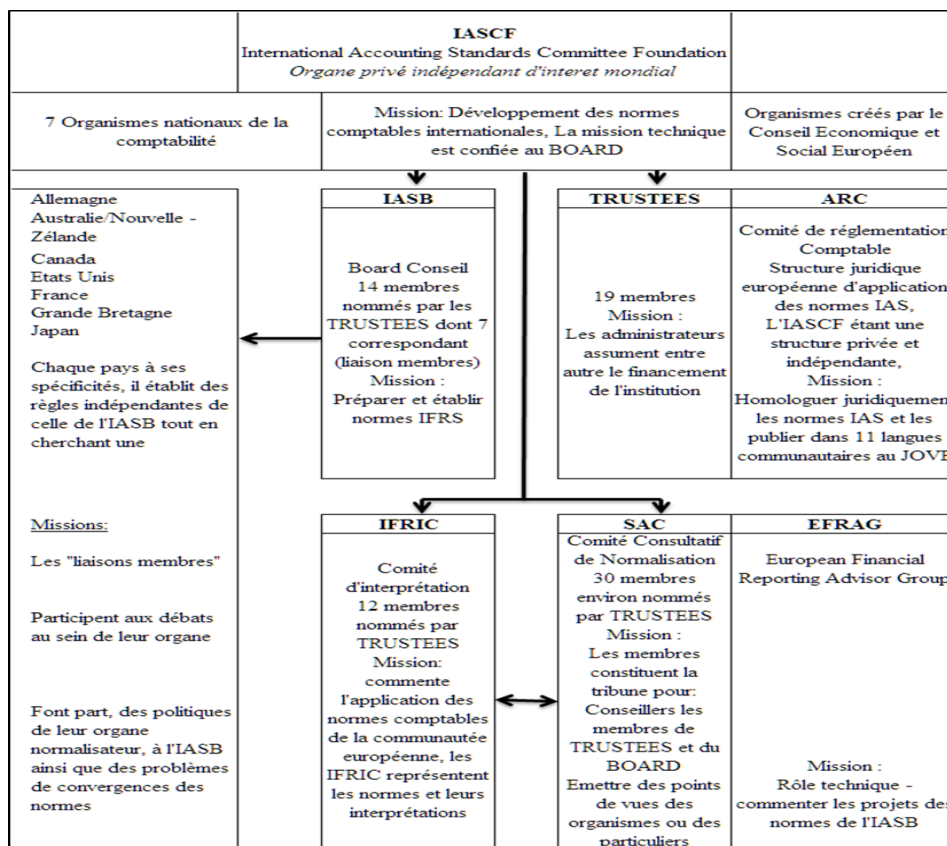 IASCF
International Accounting Standards Committee Foundation
Organe privé indépendant d'interet mondial
7 Organismes nationaux de la
comptabilité
Mission: Développement des normes
comptables internationales, La mission technique
est confiée au BOARD
Organismes créés par le
Conseil Economique et
Social Européen
Allemagne
Australie/Nouvelle -
Zélande
Canada
Etats Unis
France
Grande Bretagne
Japan
Chaque pays à ses
spécificités, il établit des
règles indépendantes de
celle de l'IASB tout en
cherchant une
IASB
Board Conseil
14 membres
nommés par les
TRUSTEES dont 7
correspondant
(liaison membres)
Mission :
Préparer et établir
normes IFRS
TRUSTEES
19 membres
Mission :
Les administrateurs
assument entre
autre le financement
de l'institution
ARC
Comité de réglementation
Comptable
Structure juridique
européenne d'application
des normes IAS,
L'IASCF étant une
structure privée et
indépendante,
Mission :
Homologuer juridiquement
les normes IAS et les
publier dans 11 langues
communautaires au JOVE
Missions:
Les "liaisons membres"
Participent aux débats
au sein de leur organe
Font part, des politiques
de leur organe
normalisateur, à l'IASB
ainsi que des problèmes
de convergences des
normes
IFRIC
Comité
d'interprétation
12 membres
nommés par
TRUSTEES
Mission:
commente
l'application des
normes comptables
de la communautée
européenne, les
IFRIC représentent
les normes et leurs
interprétations
SAC
Comité Consultatif
de Normalisation
30 membres
environ nommés
par TRUSTEES
Mission :
Les membres
constituent la
tribune pour:
Conseillers les
membres de
TRUSTEES et du
BOARD
Emettre des points
de vues des
organismes ou des
particuliers
EFRAG
European Financial
Reporting Advisor Group
Mission :
Rôle technique -
commenter les projets des
normes de l'IASB